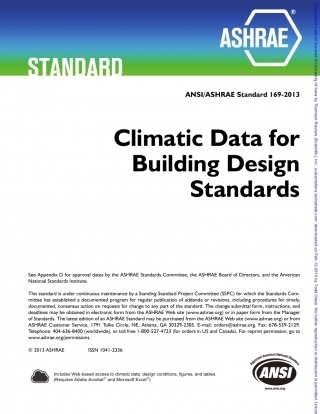 ASHRAE®
STANDARD
ANSI/ASHRAE Standard 169-2013
Climatic Data for
Building Design
Standards
See Appendix D for approval dates by the ASHRAE Standards Committee, the ASHRAE Board of Directors, and the American
National Standards Institute.
This standard is under continuous maintenance by a Standing Standard Project Committee (SSPC) for which the Standards Com-
mittee has established a documented program for regular publication of addenda or revisions, including procedures for timely,
documented, consensus action on requests for change to any part of the standard. The change submittal form, instructions, and
deadlines may be obtained in electronic form from the ASHRAE Web site (www.ashrae.org) or in paper form from the Manager
of Standards. The latest edition of an ASHRAE Standard may be purchased from the ASHRAE Web site (www.ashrae.org) or from
ASHRAE Customer Service, 1791 Tullie Circle, NE, Atlanta, GA 30329-2305. E-mail: orders@ashrae.org. Fax: 678-539-2129.
Telephone: 404-636-8400 (worldwide), or toll free 1-800-527-4723 (for orders in US and Canada). For reprint permission, go to
www.ashrae.org/permissions.
© 2013 ASHRAE ISSN 1041-2336
Includes Web-based access to climatic data, design conditions, figures, and tables.
(Requires Adobe Acrobat® and Microsoft Excel®)
American National Standard
ANSI
www.ansi.org